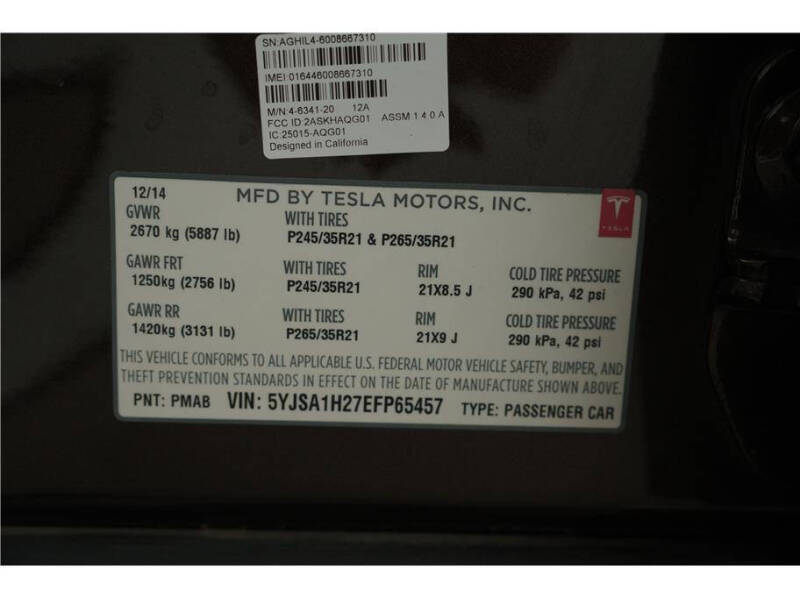 SN:AGHIL4-6008667310
IMEI:016446008667310
M/N:4-6341-20 12A
FCC ID:2ASKHAQG01 ASSM 1.4.0.A
IC:25015-AQG01
Designed in California
12/14 MFD BY TESLA MOTORS, INC.
TESLA
GVWR WITH TIRES
2670 kg (5887 lb) P245/35R21 & P265/35R21
GAWR FRT WITH TIRES RIM COLD TIRE PRESSURE
1250kg (2756 lb) P245/35R21 21X8.5 J 290 kPa, 42 psi
GAWR RR WITH TIRES RIM COLD TIRE PRESSURE
1420kg (3131 lb) P265/35R21 21X9 J 290 kPa, 42 psi
THIS VEHICLE CONFORMS TO ALL APPLICABLE U.S. FEDERAL MOTOR VEHICLE SAFETY, BUMPER, AND
THEFT PREVENTION STANDARDS IN EFFECT ON THE DATE OF MANUFACTURE SHOWN ABOVE.
PNT: PMAB VIN: 5YJSA1H27EFP65457 TYPE: PASSENGER CAR